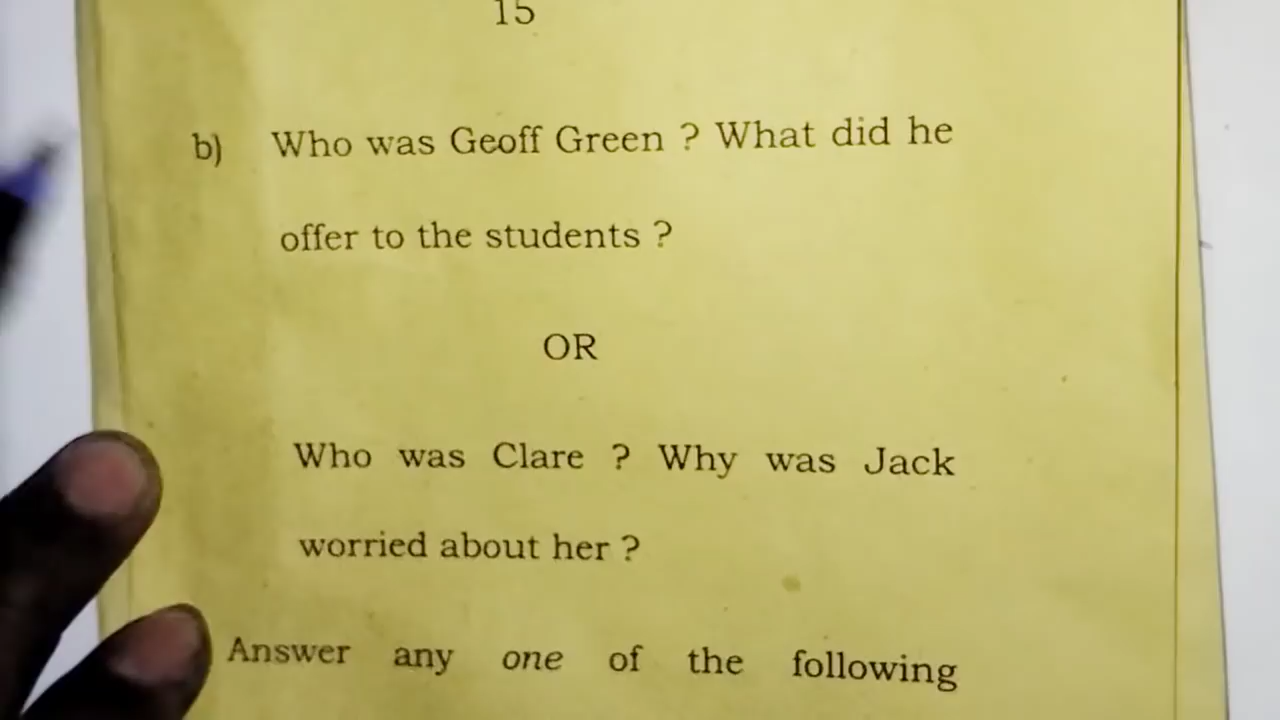 15
b) Who was Geoff Green ? What did he
offer to the students ?
OR
Who was Clare ? Why was Jack
worried about her ?
Answer any one of the following